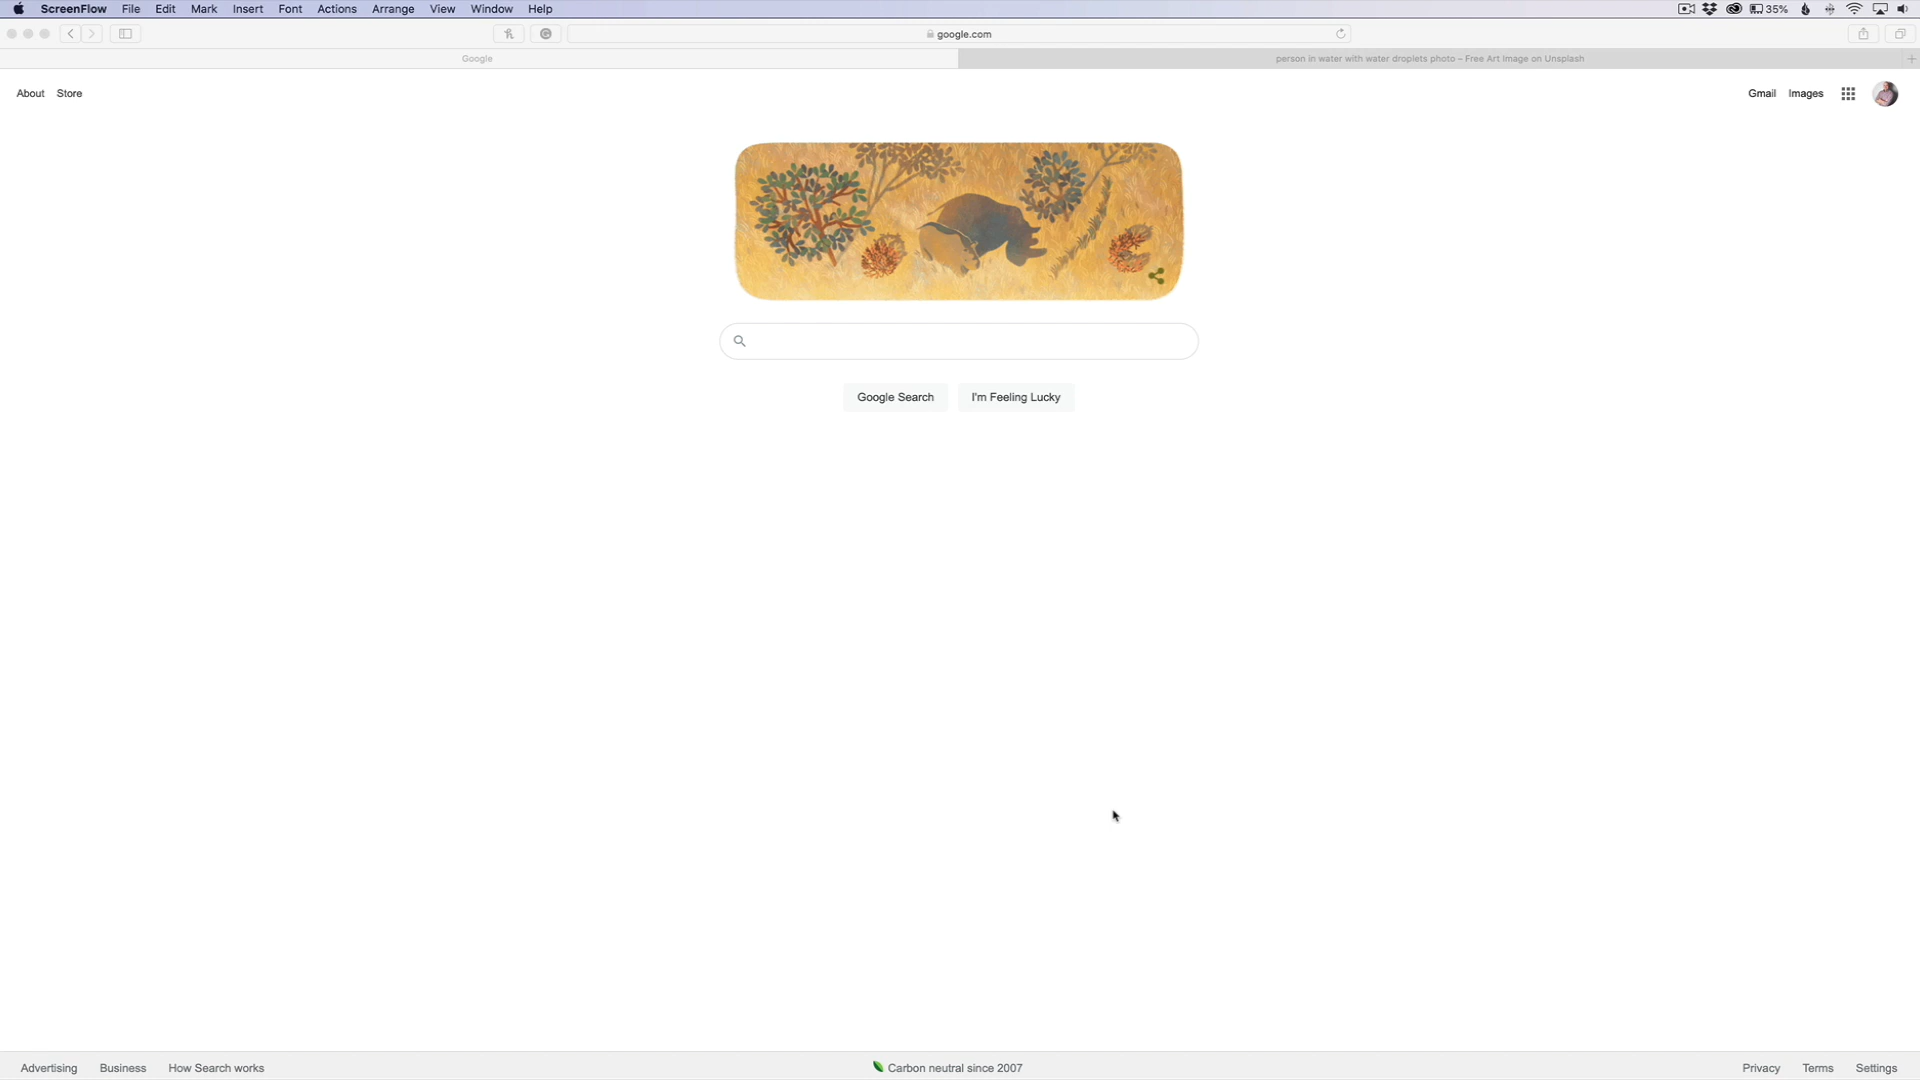 ScreenFlow File Edit Mark Insert Font Actions Arrange View Window Help 35%
google.com
Google person in water with water droplets photo – Free Art Image on Unsplash
About Store Gmail Images
Google Search I'm Feeling Lucky
Advertising Business How Search works Carbon neutral since 2007 Privacy Terms Settings